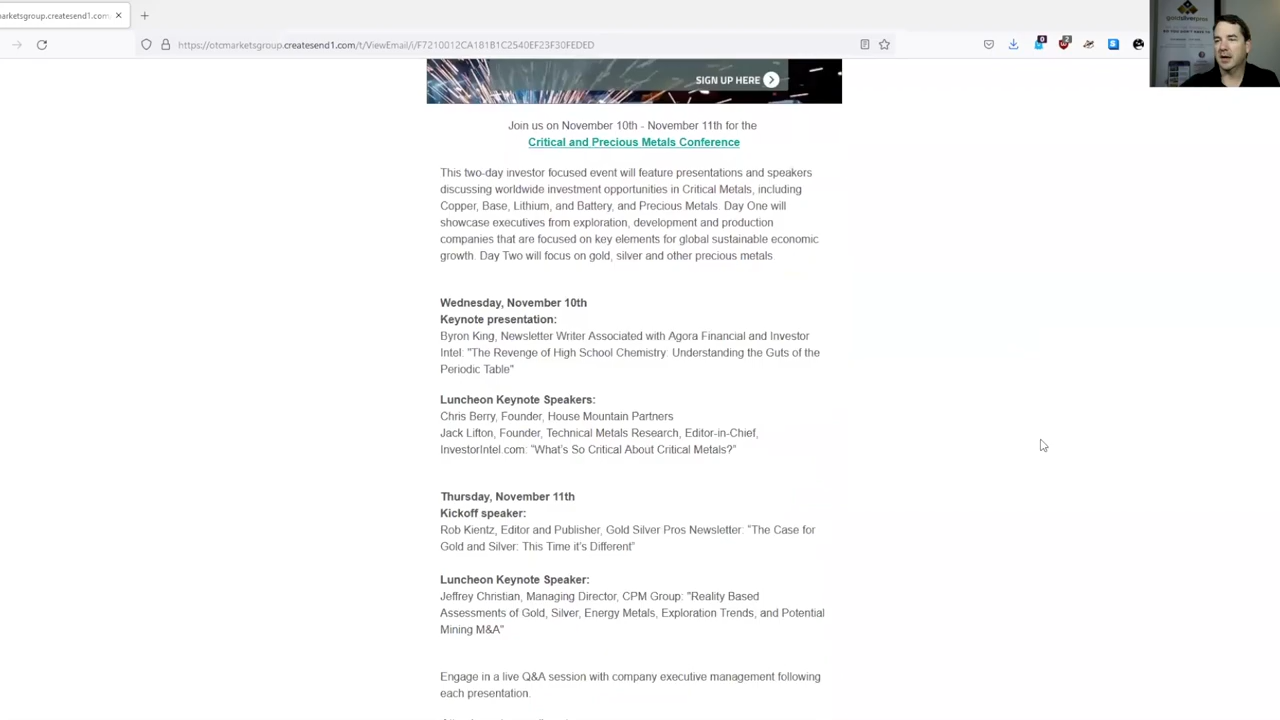 arketsgroup.createsend1.com
https://otcmarketsgroup.createsend1.com/t/ViewEmail/i/F7210012CA181B1C2540EF23F30FEDED
0
2
goldsilverpros
SIGN UP HERE
Join us on November 10th - November 11th for the
Critical and Precious Metals Conference
This two-day investor focused event will feature presentations and speakers
discussing worldwide investment opportunities in Critical Metals, including
Copper, Base, Lithium, and Battery, and Precious Metals. Day One will
showcase executives from exploration, development and production
companies that are focused on key elements for global sustainable economic
growth. Day Two will focus on gold, silver and other precious metals
Wednesday, November 10th
Keynote presentation:
Byron King, Newsletter Writer Associated with Agora Financial and Investor
Intel: "The Revenge of High School Chemistry: Understanding the Guts of the
Periodic Table"
Luncheon Keynote Speakers:
Chris Berry, Founder, House Mountain Partners
Jack Lifton, Founder, Technical Metals Research, Editor-in-Chief,
InvestorIntel.com: “What’s So Critical About Critical Metals?”
Thursday, November 11th
Kickoff speaker:
Rob Kientz, Editor and Publisher, Gold Silver Pros Newsletter: “The Case for
Gold and Silver: This Time it’s Different”
Luncheon Keynote Speaker:
Jeffrey Christian, Managing Director, CPM Group: "Reality Based
Assessments of Gold, Silver, Energy Metals, Exploration Trends, and Potential
Mining M&A"
Engage in a live Q&A session with company executive management following
each presentation.